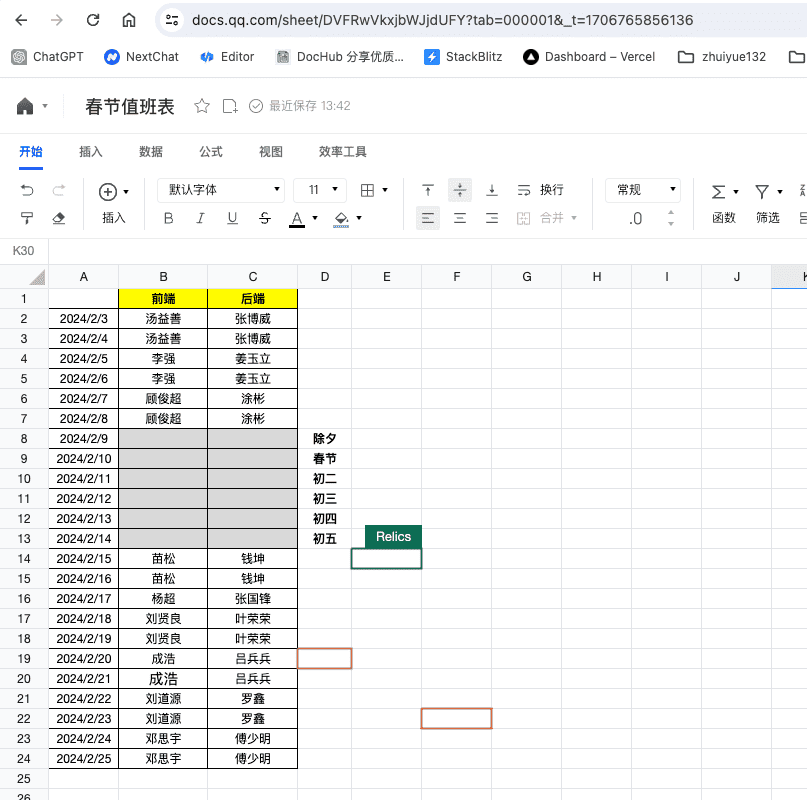 docs.qq.com/sheet/DVFRwVkxjbWJjdUFY?tab=000001&_t=1706765856136
ChatGPT NextChat Editor DocHub 分享优质... StackBlitz Dashboard – Vercel zhuiyue132
春节值班表 最近保存 13:42
开始 插入 数据 公式 视图 效率工具
默认字体 11 换行 常规
插入 B I U S A 合并 .0 函数 筛选
K30
A B C D E F G H I J K
1 前端 后端
2 2024/2/3 汤益善 张博威
3 2024/2/4 汤益善 张博威
4 2024/2/5 李强 姜玉立
5 2024/2/6 李强 姜玉立
6 2024/2/7 顾俊超 涂彬
7 2024/2/8 顾俊超 涂彬
8 2024/2/9 除夕
9 2024/2/10 春节
10 2024/2/11 初二
11 2024/2/12 初三
12 2024/2/13 初四
13 2024/2/14 初五 Relics
14 2024/2/15 苗松 钱坤
15 2024/2/16 苗松 钱坤
16 2024/2/17 杨超 张国锋
17 2024/2/18 刘贤良 叶荣荣
18 2024/2/19 刘贤良 叶荣荣
19 2024/2/20 成浩 吕兵兵
20 2024/2/21 成浩 吕兵兵
21 2024/2/22 刘道源 罗鑫
22 2024/2/23 刘道源 罗鑫
23 2024/2/24 邓思宇 傅少明
24 2024/2/25 邓思宇 傅少明
25
26